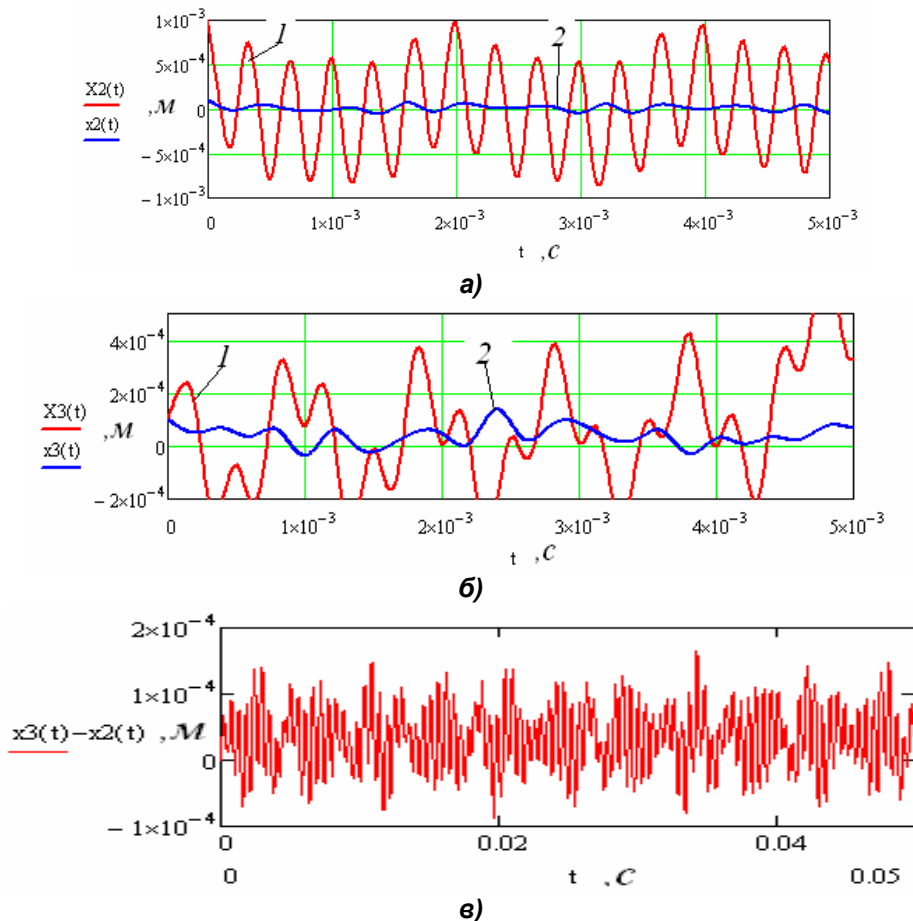 1×10⁻³
1
2
5×10⁻⁴
X2(t)
,м
0
x2(t)
−5×10⁻⁴
−1×10⁻³
0 1×10⁻³ 2×10⁻³ 3×10⁻³ 4×10⁻³ 5×10⁻³
t ,c
а)
4×10⁻⁴
1
2
2×10⁻⁴
X3(t)
,м
x3(t)
0
−2×10⁻⁴
0 1×10⁻³ 2×10⁻³ 3×10⁻³ 4×10⁻³ 5×10⁻³
t ,c
б)
2×10⁻⁴
1×10⁻⁴
x3(t)−x2(t) ,м
0
−1×10⁻⁴
0 0.02 0.04
0 t ,c 0.05
в)